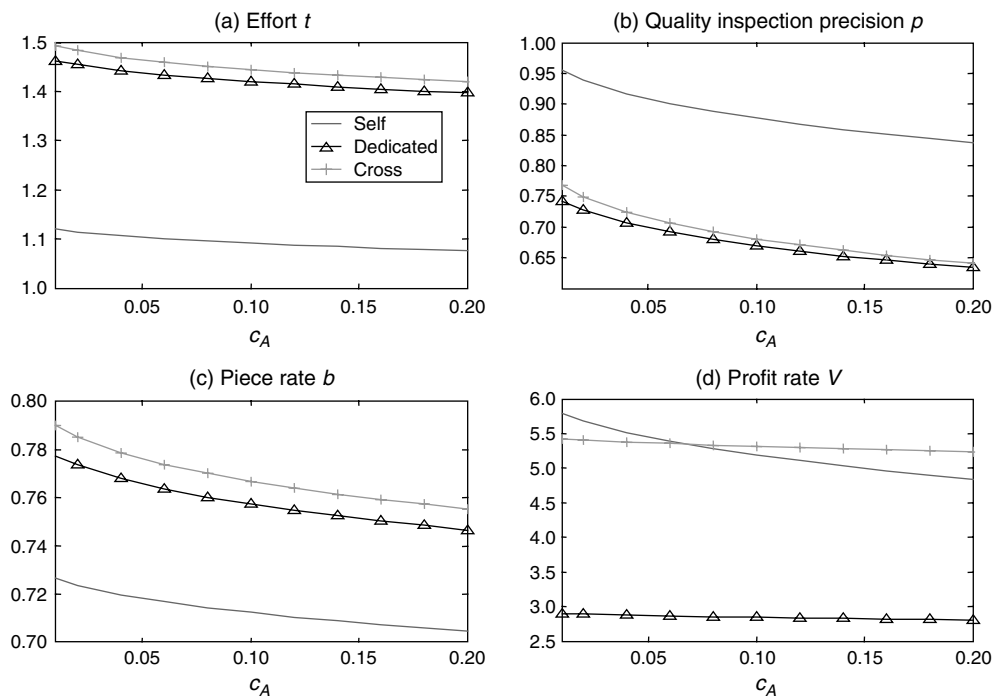 (a) Effort t
1.5
1.4
1.3
1.2
1.1
1.0
0.05 0.10 0.15 0.20
c_A
Self
Dedicated
Cross
(b) Quality inspection precision p
1.00
0.95
0.90
0.85
0.80
0.75
0.70
0.65
0.05 0.10 0.15 0.20
c_A
(c) Piece rate b
0.80
0.78
0.76
0.74
0.72
0.70
0.05 0.10 0.15 0.20
c_A
(d) Profit rate V
6.0
5.5
5.0
4.5
4.0
3.5
3.0
2.5
0.05 0.10 0.15 0.20
c_A